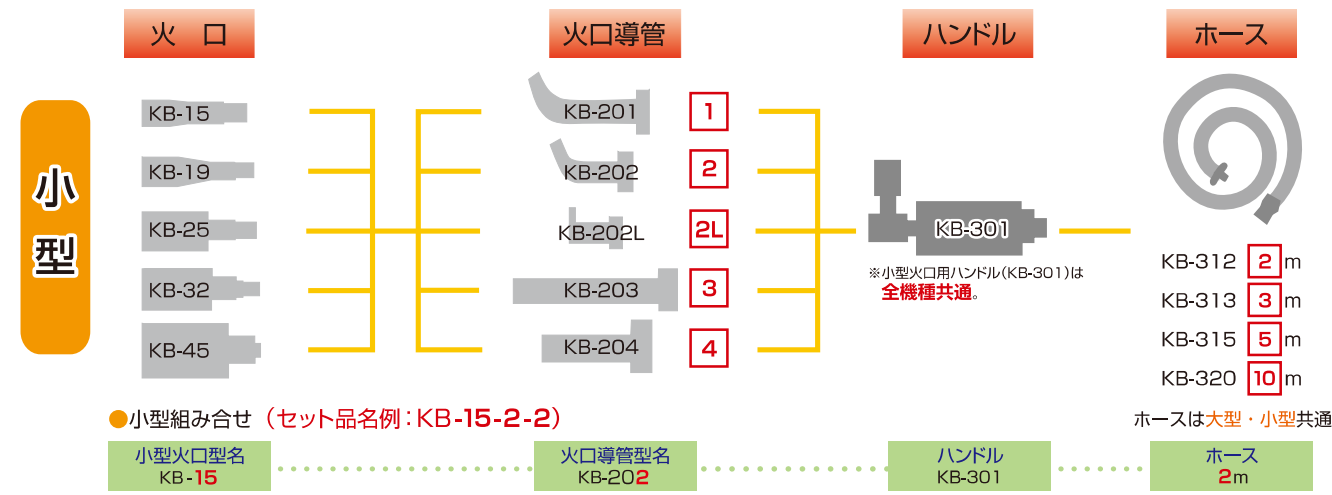 火口
火口導管
ハンドル
ホース
小型
KB-15
KB-19
KB-25
KB-32
KB-45
KB-201 1
KB-202 2
KB-202L 2L
KB-203 3
KB-204 4
KB-301
※小型火口用ハンドル(KB-301)は
全機種共通。
KB-312 2 m
KB-313 3 m
KB-315 5 m
KB-320 10 m
ホースは大型・小型共通
●小型組み合せ (セット品名例:KB-15-2-2)
小型火口型名
KB-15
火口導管型名
KB-202
ハンドル
KB-301
ホース
2m